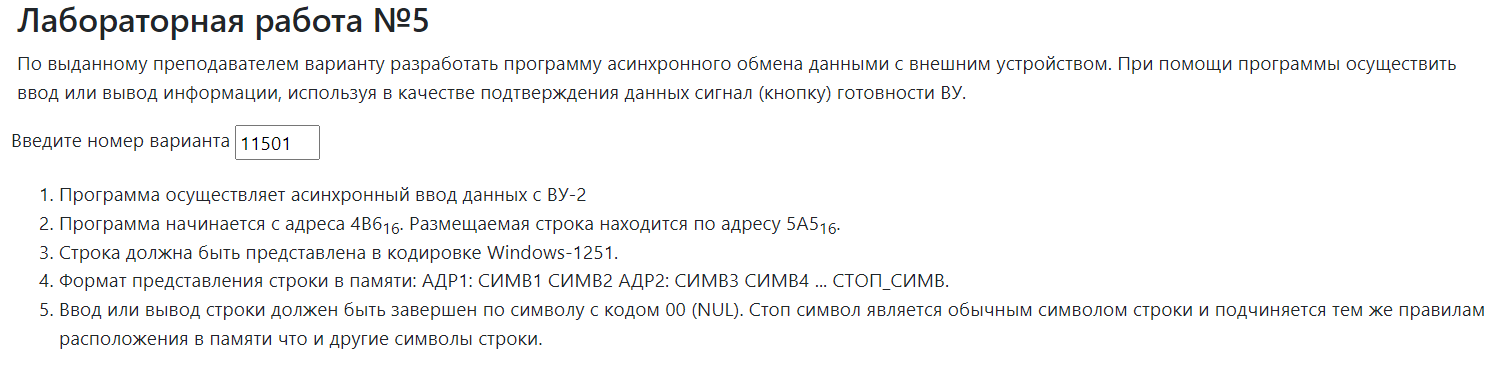 Лабораторная работа №5
По выданному преподавателем варианту разработать программу асинхронного обмена данными с внешним устройством. При помощи программы осуществить
ввод или вывод информации, используя в качестве подтверждения данных сигнал (кнопку) готовности ВУ.
Введите номер варианта 11501
1. Программа осуществляет асинхронный ввод данных с ВУ-2
2. Программа начинается с адреса 4B6₁₆. Размещаемая строка находится по адресу 5A5₁₆.
3. Строка должна быть представлена в кодировке Windows-1251.
4. Формат представления строки в памяти: АДР1: СИМВ1 СИМВ2 АДР2: СИМВ3 СИМВ4 ... СТОП_СИМВ.
5. Ввод или вывод строки должен быть завершен по символу с кодом 00 (NUL). Стоп символ является обычным символом строки и подчиняется тем же правилам
расположения в памяти что и другие символы строки.